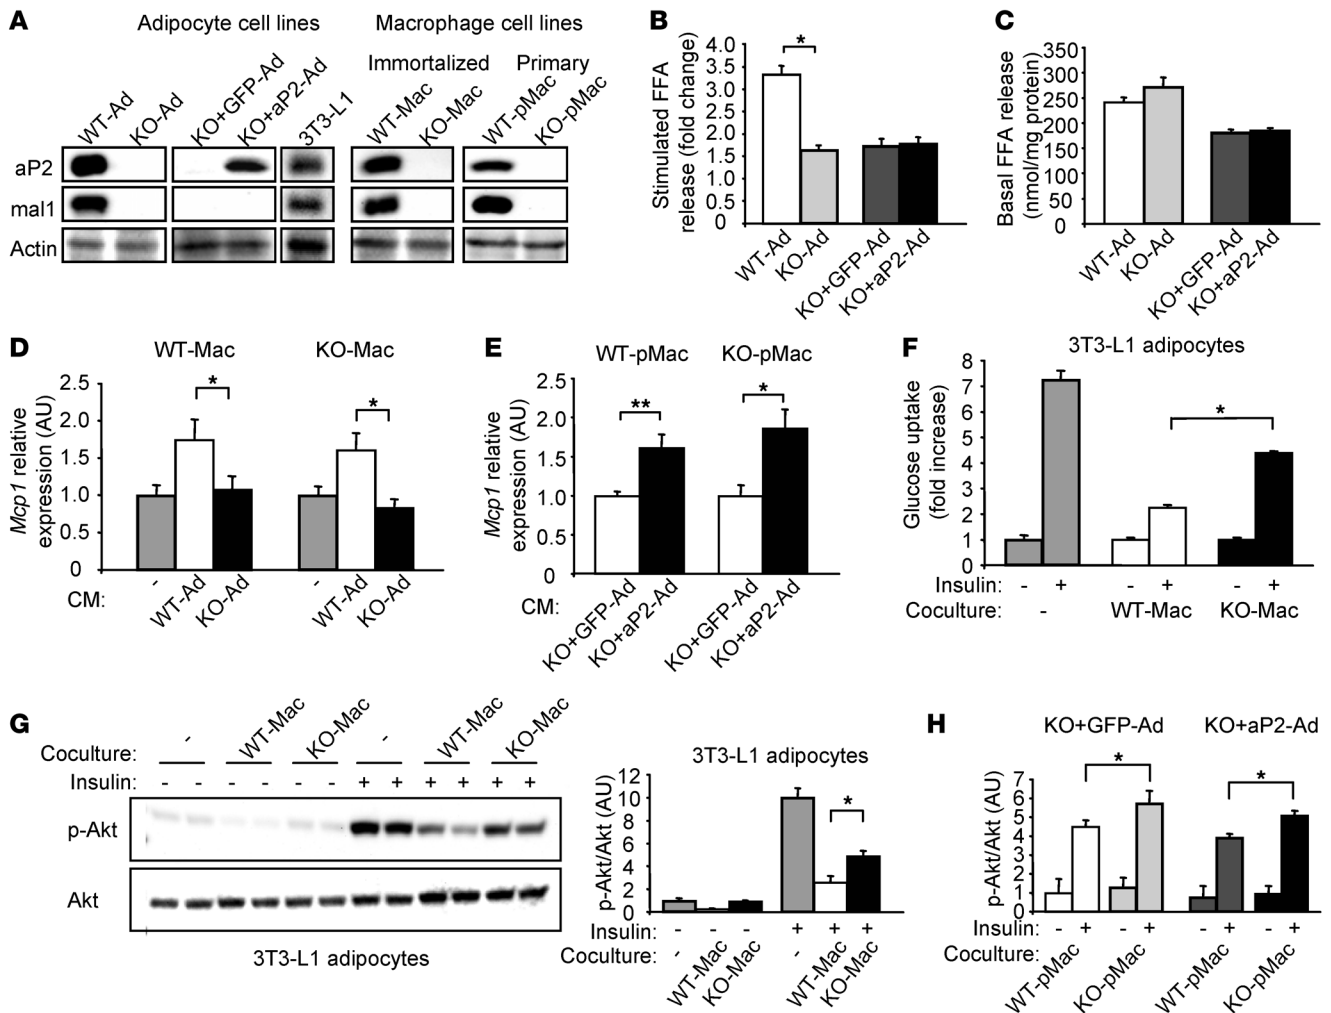 A
Adipocyte cell lines
Macrophage cell lines
Immortalized
Primary
WT-Ad
KO-Ad
KO+GFP-Ad
KO+aP2-Ad
3T3-L1
WT-Mac
KO-Mac
WT-pMac
KO-pMac
aP2
mal1
Actin
B
Stimulated FFA
release (fold change)
4.0
3.5
3.0
2.5
2.0
1.5
1.0
0.5
0
*
WT-Ad
KO-Ad
KO+GFP-Ad
KO+aP2-Ad
C
Basal FFA release
(nmol/mg protein)
350
300
250
200
150
100
50
0
WT-Ad
KO-Ad
KO+GFP-Ad
KO+aP2-Ad
D
WT-Mac
KO-Mac
Mcp1 relative
expression (AU)
2.5
2.0
1.5
1.0
0.5
0
*
*
CM:
-
WT-Ad
KO-Ad
-
WT-Ad
KO-Ad
E
WT-pMac
KO-pMac
Mcp1 relative
expression (AU)
2.5
2.0
1.5
1.0
0.5
0
**
*
CM:
KO+GFP-Ad
KO+aP2-Ad
KO+GFP-Ad
KO+aP2-Ad
F
3T3-L1 adipocytes
Glucose uptake
(fold increase)
8
7
6
5
4
3
2
1
0
*
Insulin: - + - + - +
Coculture: - WT-Mac KO-Mac
G
Coculture: - WT-Mac KO-Mac - WT-Mac KO-Mac
Insulin: - - - - - - + + + + + +
p-Akt
Akt
3T3-L1 adipocytes
3T3-L1 adipocytes
p-Akt/Akt (AU)
12
10
8
6
4
2
0
*
Insulin: - - - + + +
Coculture: - WT-Mac KO-Mac - WT-Mac KO-Mac
H
KO+GFP-Ad
KO+aP2-Ad
p-Akt/Akt (AU)
7
6
5
4
3
2
1
0
*
*
Insulin: - + - + - + - +
Coculture: WT-pMac KO-pMac WT-pMac KO-pMac